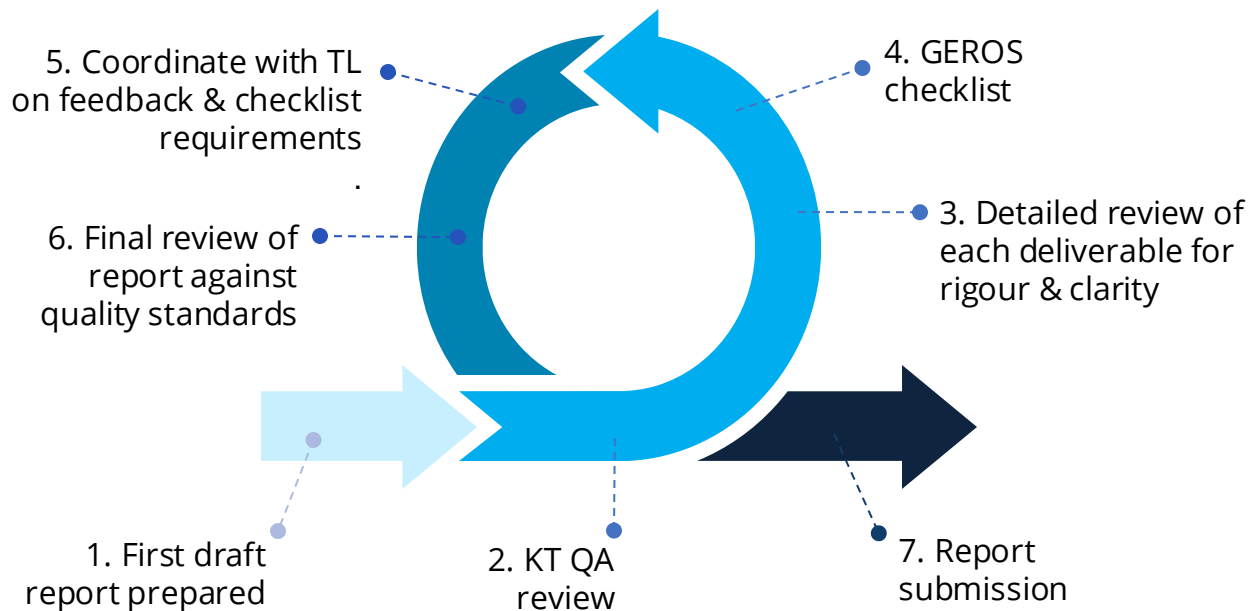 5. Coordinate with TL
on feedback & checklist
requirements
.
4. GEROS
checklist
6. Final review of
report against
quality standards
3. Detailed review of
each deliverable for
rigour & clarity
1. First draft
report prepared
2. KT QA
review
7. Report
submission